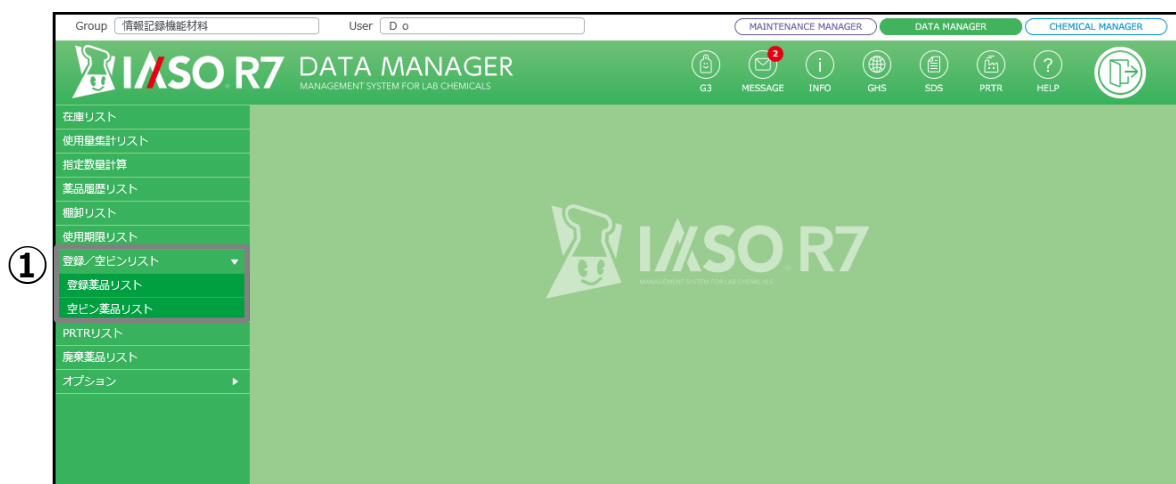 Group 情報記録機能材料 User D o MAINTENANCE MANAGER DATA MANAGER CHEMICAL MANAGER
IASO R7 DATA MANAGER
MANAGEMENT SYSTEM FOR LAB CHEMICALS
2
G3 MESSAGE INFO GHS SDS PRTR HELP
在庫リスト
使用量集計リスト
指定数量計算
薬品履歴リスト
棚卸リスト
使用期限リスト
① 登録/空ビンリスト
登録薬品リスト
空ビン薬品リスト
PRTRリスト
廃棄薬品リスト
オプション
IASO R7
MANAGEMENT SYSTEM FOR LAB CHEMICALS